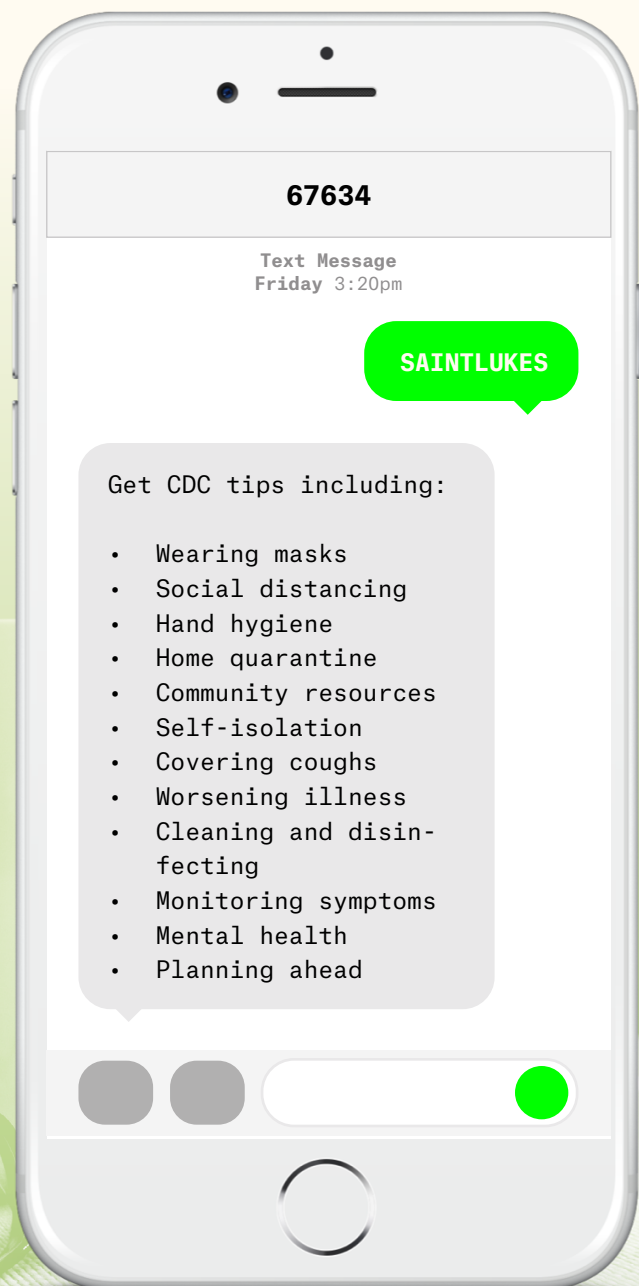 67634
Text Message
Friday 3:20pm
SAINTLUKES
Get CDC tips including:
• Wearing masks
• Social distancing
• Hand hygiene
• Home quarantine
• Community resources
• Self-isolation
• Covering coughs
• Worsening illness
• Cleaning and disin-
fecting
• Monitoring symptoms
• Mental health
• Planning ahead